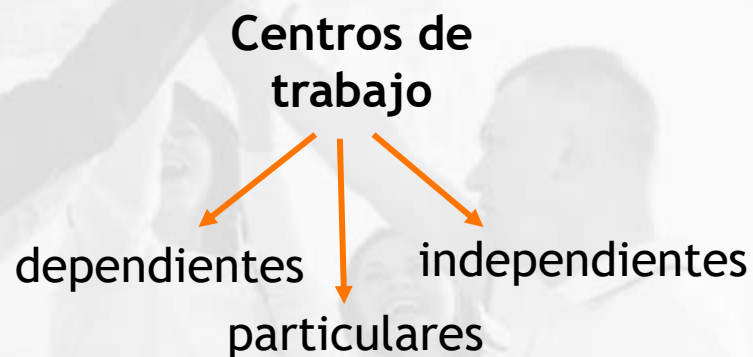 Centros de
trabajo
dependientes
independientes
particulares